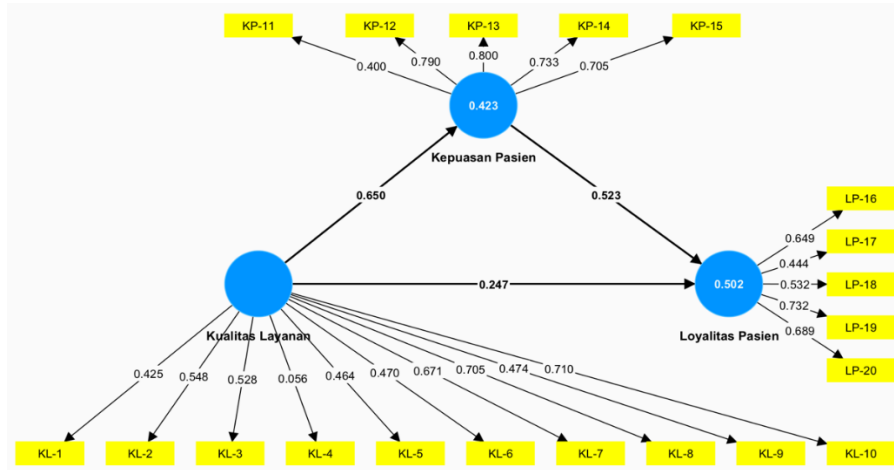 KP-11 KP-12 KP-13 KP-14 KP-15
0.400 0.790 0.800 0.733 0.705
0.423
Kepuasan Pasien
0.650 0.523
LP-16
0.649
LP-17
0.444
0.247 0.502 0.532 LP-18
0.732
Kualitas Layanan Loyalitas Pasien
0.689
LP-19
LP-20
0.425 0.548 0.528 0.056 0.464 0.470 0.671 0.705 0.474 0.710
KL-1 KL-2 KL-3 KL-4 KL-5 KL-6 KL-7 KL-8 KL-9 KL-10